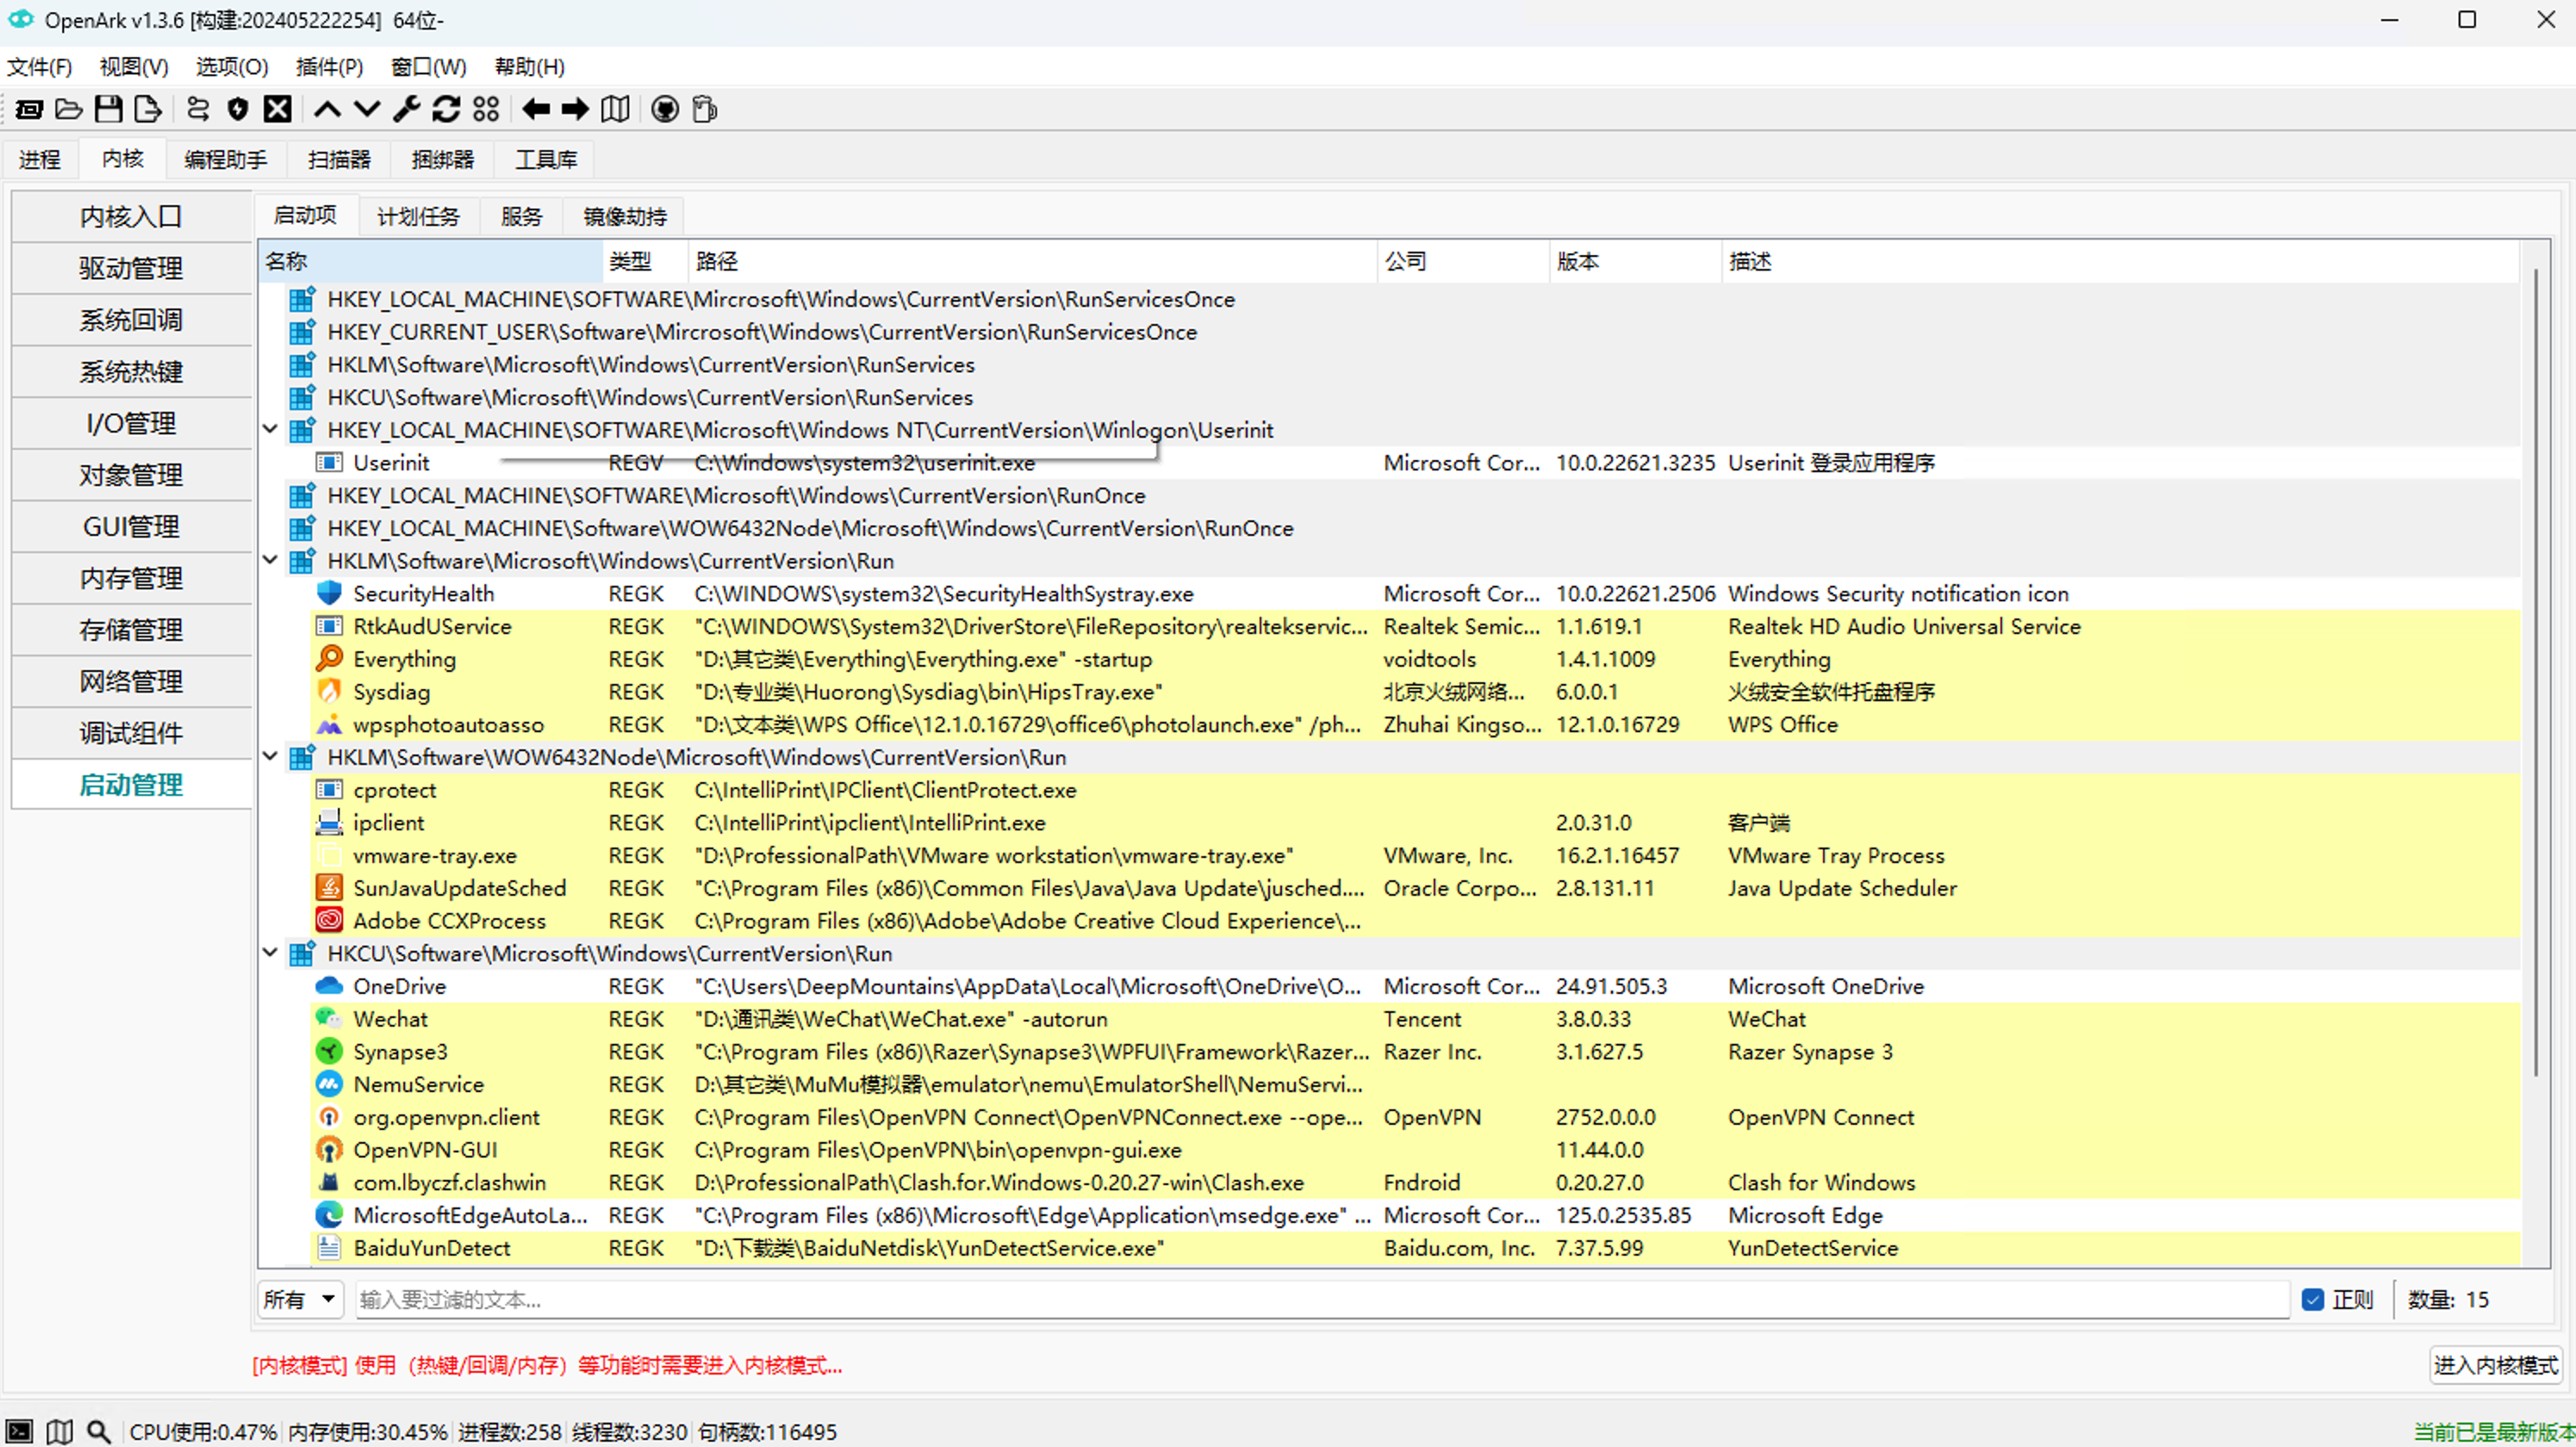 OpenArk v1.3.6 [构建:202405222254] 64位-
文件(F) 视图(V) 选项(O) 插件(P) 窗口(W) 帮助(H)
进程 内核 编程助手 扫描器 捆绑器 工具库
内核入口
驱动管理
系统回调
系统热键
I/O管理
对象管理
GUI管理
内存管理
存储管理
网络管理
调试组件
启动管理
启动项 计划任务 服务 镜像劫持
名称 类型 路径 公司 版本 描述
HKEY_LOCAL_MACHINE\SOFTWARE\Mircrosoft\Windows\CurrentVersion\RunServicesOnce
HKEY_CURRENT_USER\Software\Mircrosoft\Windows\CurrentVersion\RunServicesOnce
HKLM\Software\Microsoft\Windows\CurrentVersion\RunServices
HKCU\Software\Microsoft\Windows\CurrentVersion\RunServices
HKEY_LOCAL_MACHINE\SOFTWARE\Microsoft\Windows NT\CurrentVersion\Winlogon\Userinit
Userinit REGV C:\Windows\system32\userinit.exe Microsoft Cor... 10.0.22621.3235 Userinit 登录应用程序
HKEY_LOCAL_MACHINE\SOFTWARE\Microsoft\Windows\CurrentVersion\RunOnce
HKEY_LOCAL_MACHINE\Software\WOW6432Node\Microsoft\Windows\CurrentVersion\RunOnce
HKLM\Software\Microsoft\Windows\CurrentVersion\Run
SecurityHealth REGK C:\WINDOWS\system32\SecurityHealthSystray.exe Microsoft Cor... 10.0.22621.2506 Windows Security notification icon
RtkAudUService REGK "C:\WINDOWS\System32\DriverStore\FileRepository\realtekservic... Realtek Semic... 1.1.619.1 Realtek HD Audio Universal Service
Everything REGK "D:\其它类\Everything\Everything.exe" -startup voidtools 1.4.1.1009 Everything
Sysdiag REGK "D:\专业类\Huorong\Sysdiag\bin\HipsTray.exe" 北京火绒网络... 6.0.0.1 火绒安全软件托盘程序
wpsphotoautoasso REGK "D:\文本类\WPS Office\12.1.0.16729\office6\photolaunch.exe" /ph... Zhuhai Kingso... 12.1.0.16729 WPS Office
HKLM\Software\WOW6432Node\Microsoft\Windows\CurrentVersion\Run
cprotect REGK C:\IntelliPrint\IPClient\ClientProtect.exe
ipclient REGK C:\IntelliPrint\ipclient\IntelliPrint.exe 2.0.31.0 客户端
vmware-tray.exe REGK "D:\ProfessionalPath\VMware workstation\vmware-tray.exe" VMware, Inc. 16.2.1.16457 VMware Tray Process
SunJavaUpdateSched REGK "C:\Program Files (x86)\Common Files\Java\Java Update\jusched.... Oracle Corpo... 2.8.131.11 Java Update Scheduler
Adobe CCXProcess REGK C:\Program Files (x86)\Adobe\Adobe Creative Cloud Experience\...
HKCU\Software\Microsoft\Windows\CurrentVersion\Run
OneDrive REGK "C:\Users\DeepMountains\AppData\Local\Microsoft\OneDrive\O... Microsoft Cor... 24.91.505.3 Microsoft OneDrive
Wechat REGK "D:\通讯类\WeChat\WeChat.exe" -autorun Tencent 3.8.0.33 WeChat
Synapse3 REGK "C:\Program Files (x86)\Razer\Synapse3\WPFUI\Framework\Razer... Razer Inc. 3.1.627.5 Razer Synapse 3
NemuService REGK D:\其它类\MuMu模拟器\emulator\nemu\EmulatorShell\NemuServi...
org.openvpn.client REGK C:\Program Files\OpenVPN Connect\OpenVPNConnect.exe --ope... OpenVPN 2752.0.0.0 OpenVPN Connect
OpenVPN-GUI REGK C:\Program Files\OpenVPN\bin\openvpn-gui.exe 11.44.0.0
com.lbyczf.clashwin REGK D:\ProfessionalPath\Clash.for.Windows-0.20.27-win\Clash.exe Fndroid 0.20.27.0 Clash for Windows
MicrosoftEdgeAutoLa... REGK "C:\Program Files (x86)\Microsoft\Edge\Application\msedge.exe" ... Microsoft Cor... 125.0.2535.85 Microsoft Edge
BaiduYunDetect REGK "D:\下载类\BaiduNetdisk\YunDetectService.exe" Baidu.com, Inc. 7.37.5.99 YunDetectService
所有 输入要过滤的文本... 正则 数量: 15
[内核模式] 使用（热键/回调/内存）等功能时需要进入内核模式... 进入内核模式
CPU使用:0.47% 内存使用:30.45% 进程数:258 线程数:3230 句柄数:116495 当前已是最新版本